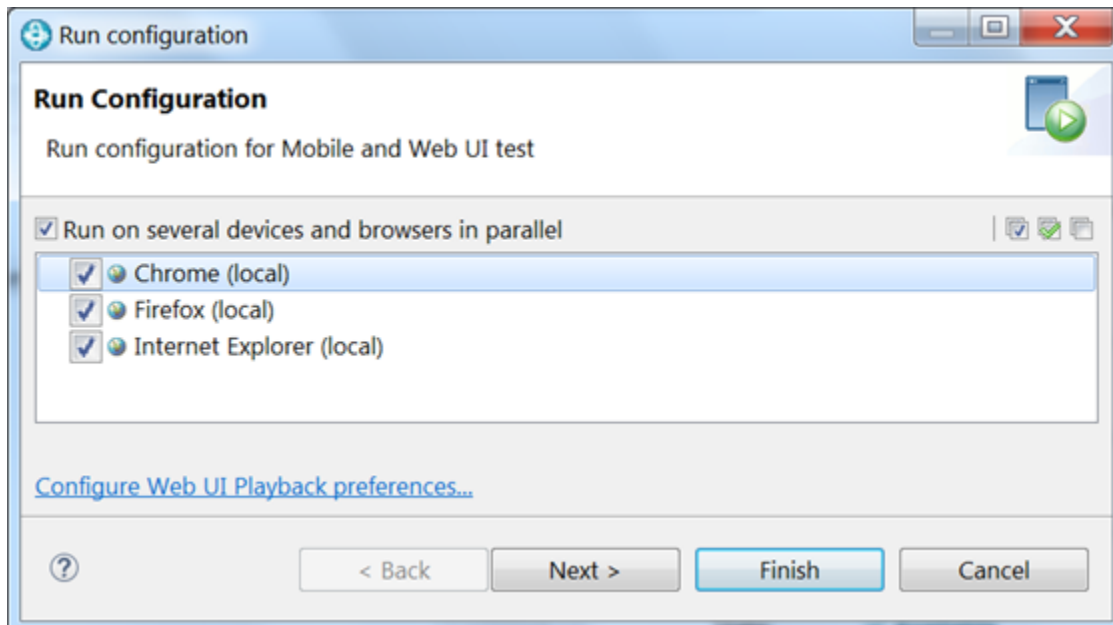 Run configuration
Run Configuration
Run configuration for Mobile and Web UI test
Run on several devices and browsers in parallel
Chrome (local)
Firefox (local)
Internet Explorer (local)
Configure Web UI Playback preferences...
? < Back Next > Finish Cancel